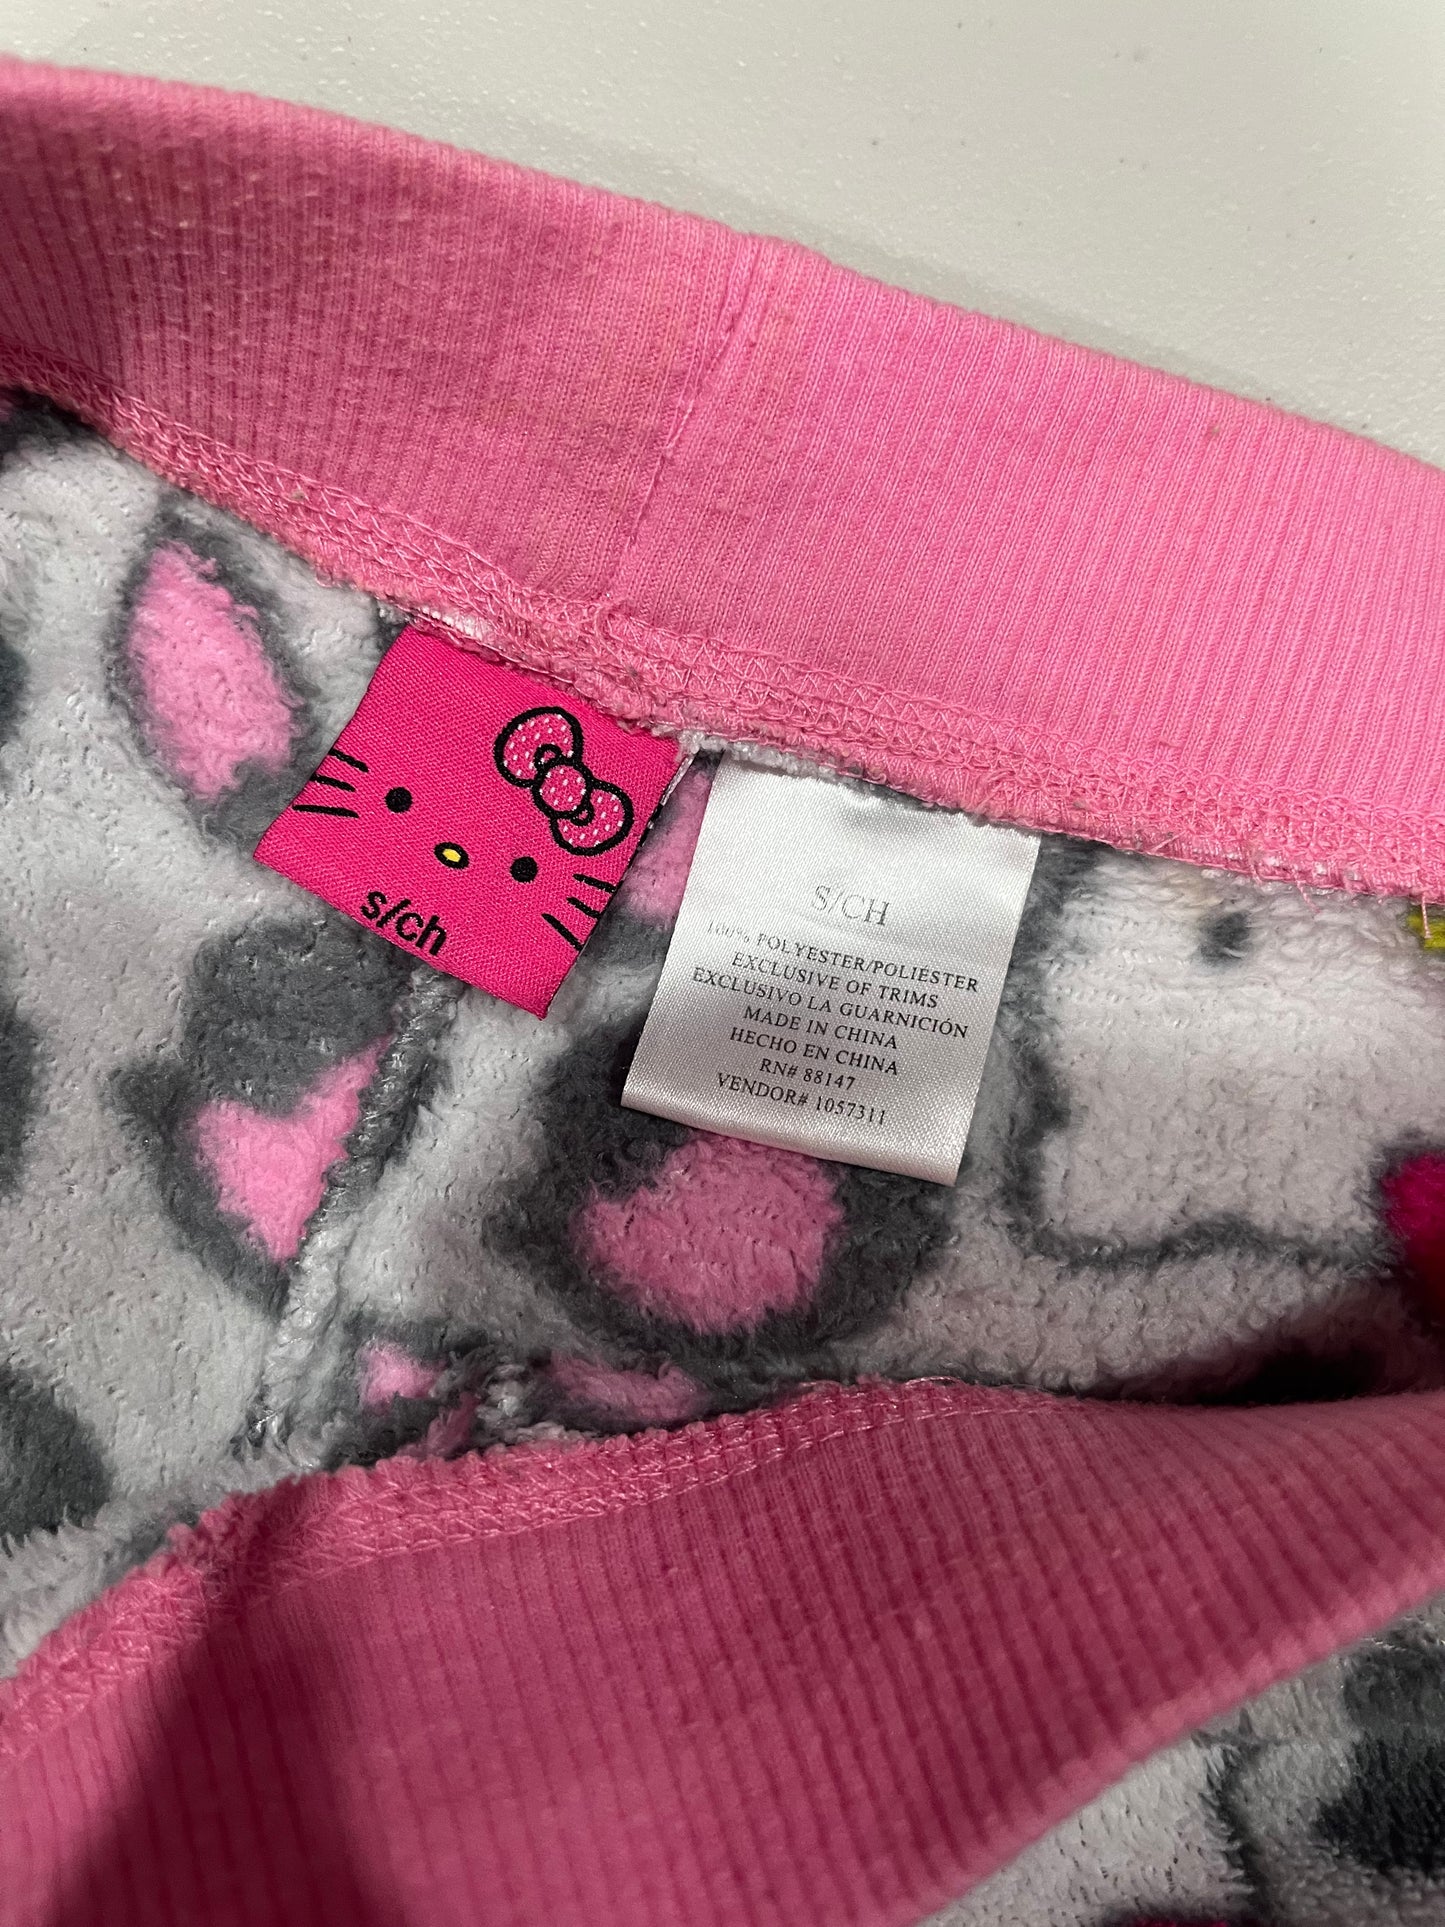 s/ch
S/CH
100% POLYESTER/POLIÉSTER
EXCLUSIVE OF TRIMS
EXCLUSIVO LA GUARNICIÓN
MADE IN CHINA
HECHO EN CHINA
RN# 88147
VENDOR# 1057311